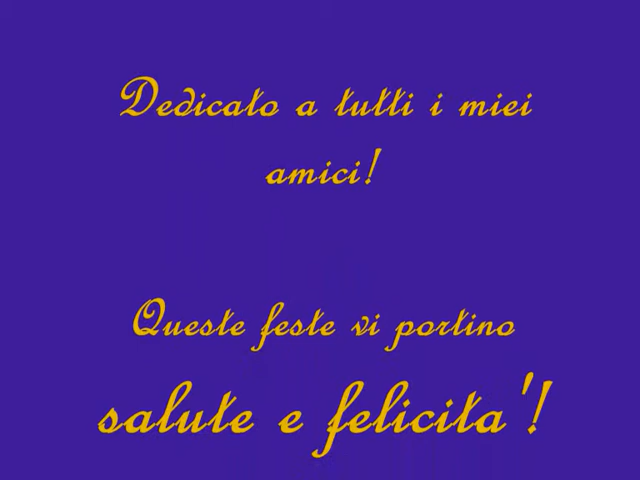 Dedicato a tutti i miei
amici!
Queste feste vi portino
salute e felicita'!